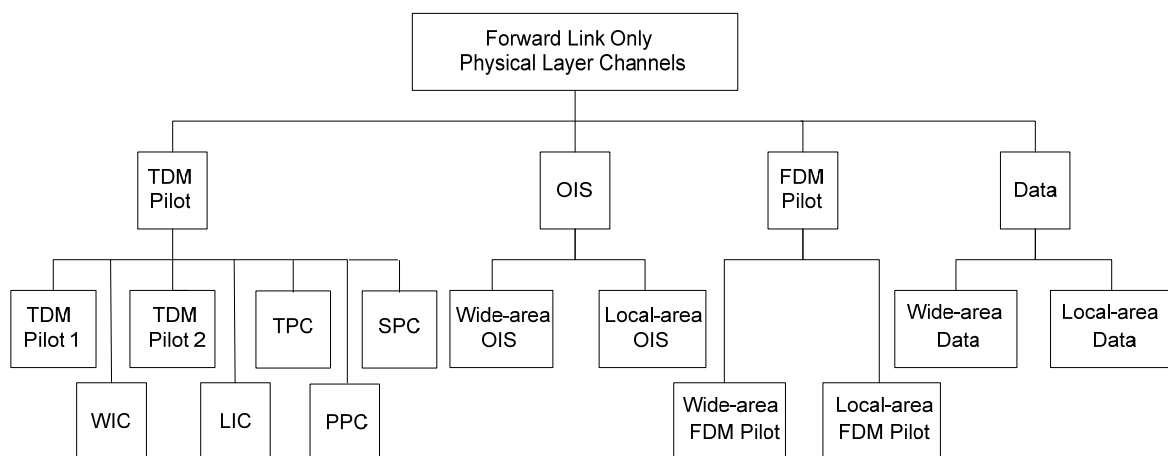 Forward Link Only
Physical Layer Channels
TDM
Pilot
OIS
FDM
Pilot
Data
TDM
Pilot 1
TDM
Pilot 2
TPC
SPC
Wide-area
OIS
Local-area
OIS
Wide-area
Data
Local-area
Data
WIC
LIC
PPC
Wide-area
FDM Pilot
Local-area
FDM Pilot